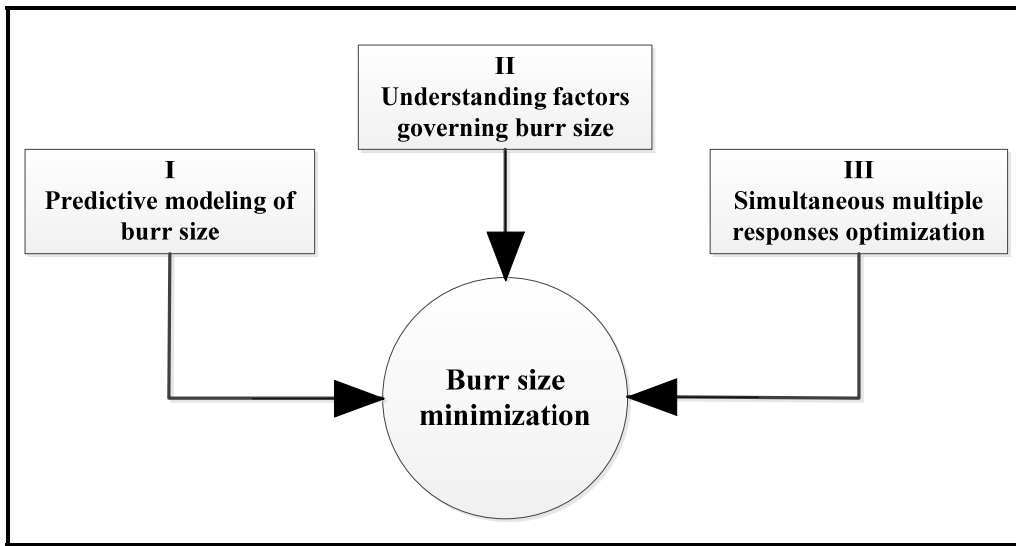 I
Predictive modeling of
burr size
II
Understanding factors
governing burr size
III
Simultaneous multiple
responses optimization
Burr size
minimization